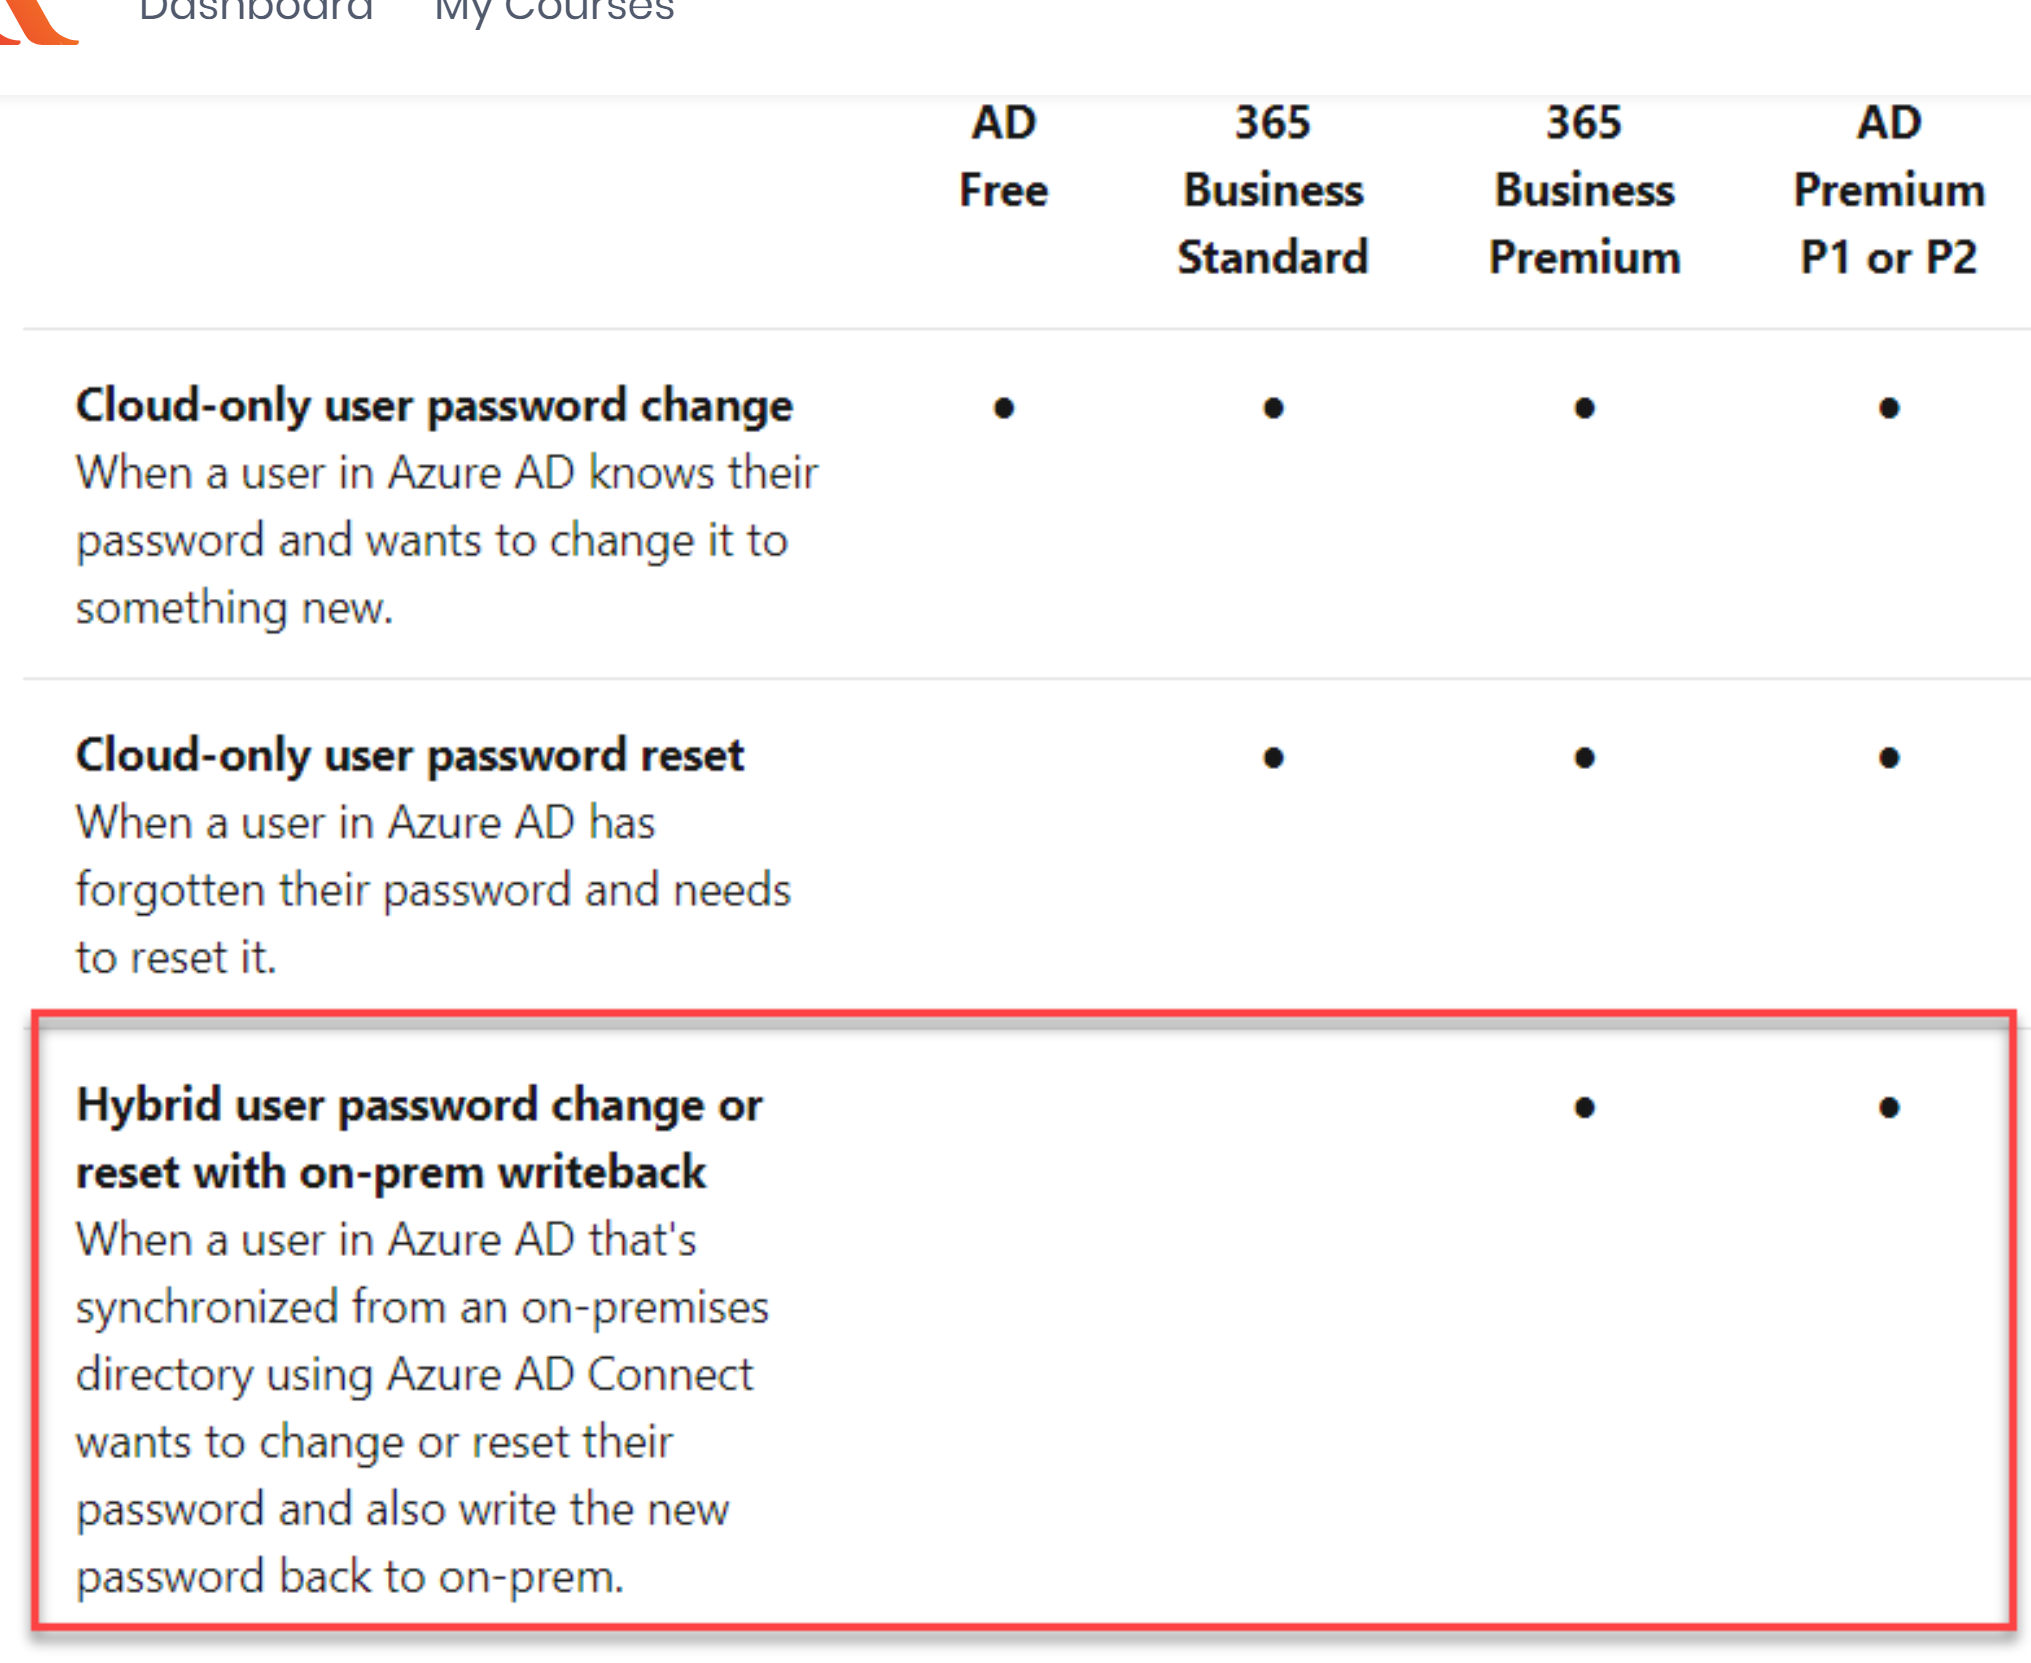 Dashboard My Courses
AD 365 365 AD
Free Business Business Premium
Standard Premium P1 or P2
Cloud-only user password change • • • •
When a user in Azure AD knows their
password and wants to change it to
something new.
Cloud-only user password reset • • •
When a user in Azure AD has
forgotten their password and needs
to reset it.
Hybrid user password change or • •
reset with on-prem writeback
When a user in Azure AD that's
synchronized from an on-premises
directory using Azure AD Connect
wants to change or reset their
password and also write the new
password back to on-prem.